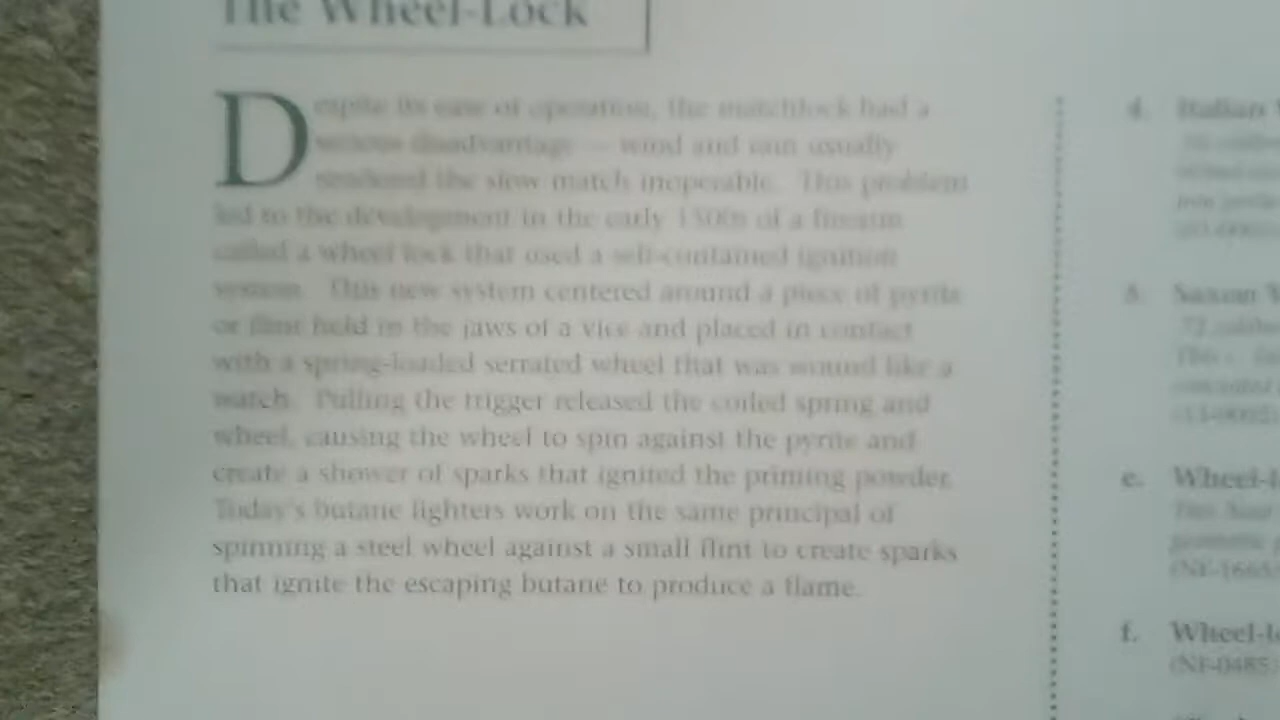 The Wheel-Lock
Despite its ease of operation, the matchlock had a
serious disadvantage — wind and rain usually
rendered the slow match inoperable. This problem
led to the development in the early 1500s of a firearm
called a wheel lock that used a self-contained ignition
system. This new system centered around a piece of pyrite
or flint held in the jaws of a vice and placed in contact
with a spring-loaded serrated wheel that was wound like a
watch. Pulling the trigger released the coiled spring and
wheel, causing the wheel to spin against the pyrite and
create a shower of sparks that ignited the priming powder.
Today's butane lighters work on the same principal of
spinning a steel wheel against a small flint to create sparks
that ignite the escaping butane to produce a flame.
d. Italian
Saxon
e. Wheel-l
f. Wheel-l